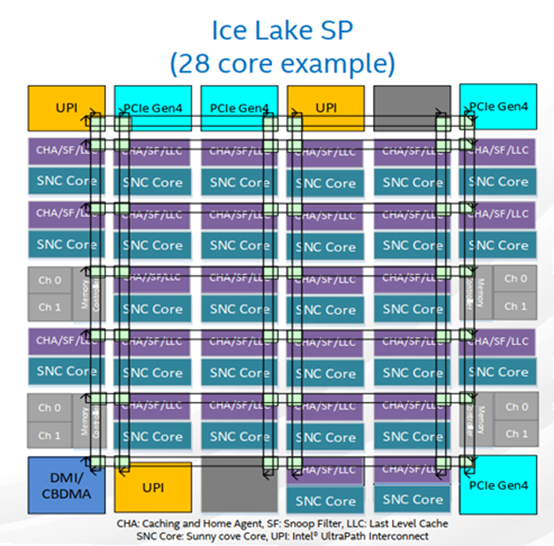 Ice Lake SP
(28 core example)
UPI PCIe Gen4 PCIe Gen4 UPI PCIe Gen4
CHA/SF/LLC CHA/SF/LLC CHA/SF/LLC CHA/SF/LLC CHA/SF/LLC CHA/SF/LLC
SNC Core SNC Core SNC Core SNC Core SNC Core SNC Core
CHA/SF/LLC CHA/SF/LLC CHA/SF/LLC CHA/SF/LLC CHA/SF/LLC CHA/SF/LLC
SNC Core SNC Core SNC Core SNC Core SNC Core SNC Core
Ch 0 Memory Controller CHA/SF/LLC CHA/SF/LLC CHA/SF/LLC CHA/SF/LLC Memory Controller Ch 0
Ch 1 SNC Core SNC Core SNC Core SNC Core Ch 1
CHA/SF/LLC CHA/SF/LLC CHA/SF/LLC CHA/SF/LLC CHA/SF/LLC CHA/SF/LLC
SNC Core SNC Core SNC Core SNC Core SNC Core SNC Core
Ch 0 Memory Controller CHA/SF/LLC CHA/SF/LLC CHA/SF/LLC CHA/SF/LLC Memory Controller Ch 0
Ch 1 SNC Core SNC Core SNC Core SNC Core Ch 1
DMI/
CBDMA UPI CHA/SF/LLC CHA/SF/LLC PCIe Gen4
SNC Core SNC Core
CHA: Caching and Home Agent, SF: Snoop Filter, LLC: Last Level Cache
SNC Core: Sunny cove Core, UPI: Intel® UltraPath Interconnect